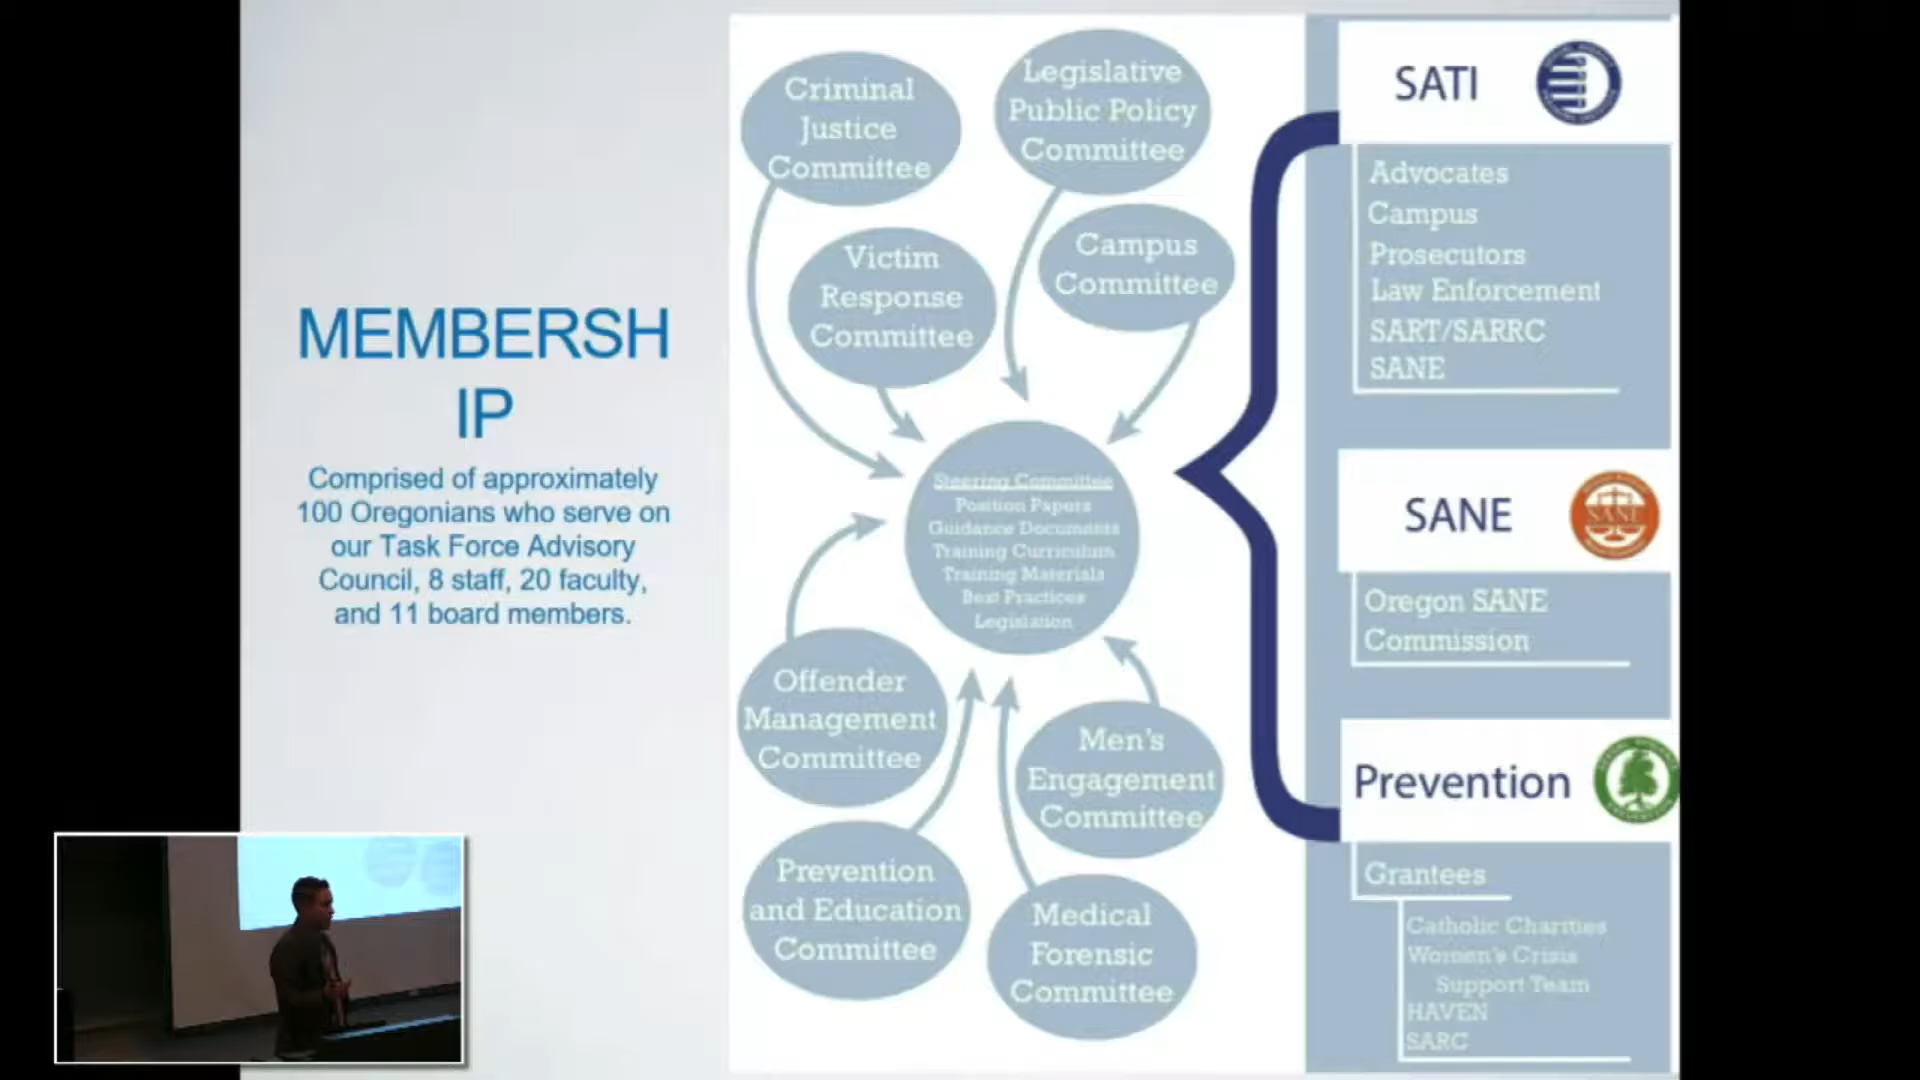 MEMBERSH
IP
Comprised of approximately
100 Oregonians who serve on
our Task Force Advisory
Council, 8 staff, 20 faculty,
and 11 board members.
Criminal
Justice
Committee
Legislative
Public Policy
Committee
Victim
Response
Committee
Campus
Committee
Steering Committee
Position Papers
Guidance Documents
Training Curriculum
Training Materials
Best Practices
Legislation
Offender
Management
Committee
Men's
Engagement
Committee
Prevention
and Education
Committee
Medical
Forensic
Committee
SATI
Advocates
Campus
Prosecutors
Law Enforcement
SART/SARRC
SANE
SANE
SANE
Oregon SANE
Commission
Prevention
Grantees
Catholic Charities
Women's Crisis
Support Team
HAVEN
SARC